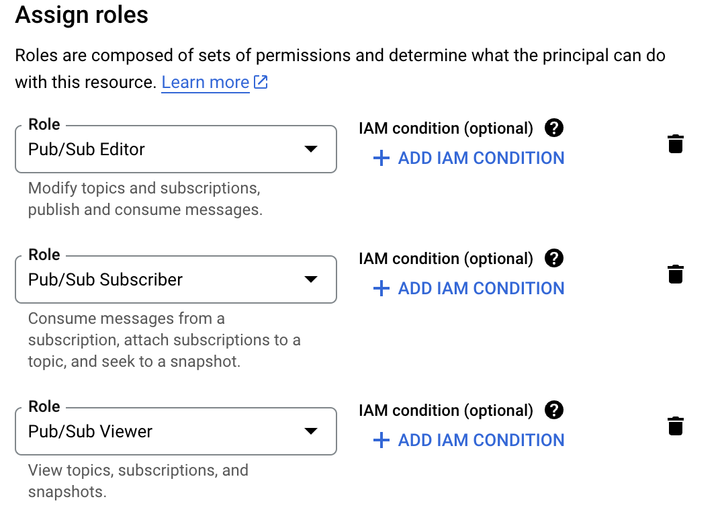 Assign roles
Roles are composed of sets of permissions and determine what the principal can do
with this resource. Learn more
Role
IAM condition (optional)
Pub/Sub Editor
+ ADD IAM CONDITION
Modify topics and subscriptions,
publish and consume messages.
Role
IAM condition (optional)
Pub/Sub Subscriber
+ ADD IAM CONDITION
Consume messages from a
subscription, attach subscriptions to a
topic, and seek to a snapshot.
Role
IAM condition (optional)
Pub/Sub Viewer
+ ADD IAM CONDITION
View topics, subscriptions, and
snapshots.